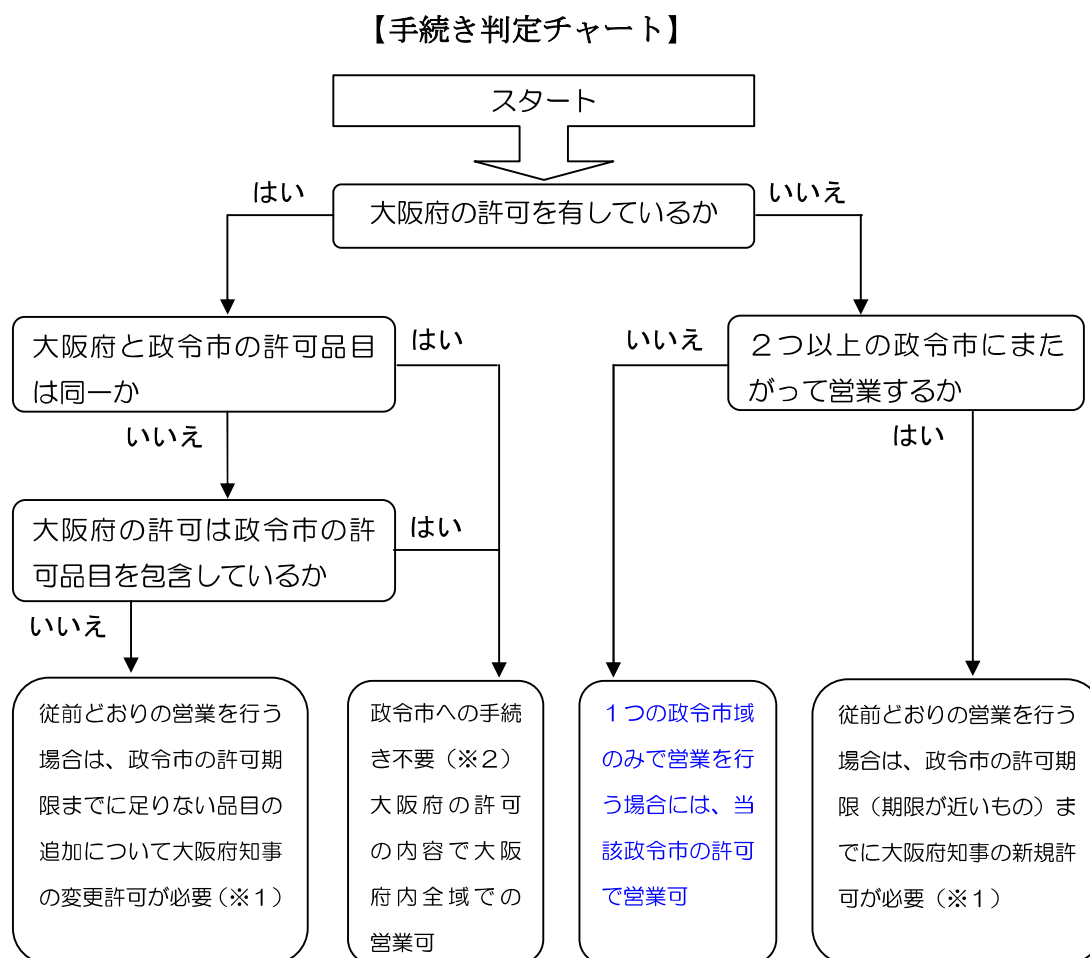 【手続き判定チャート】
スタート
はい
いいえ
大阪府の許可を有しているか
大阪府と政令市の許可品目
は同一か
はい
いいえ
２つ以上の政令市にまた
がって営業するか
いいえ
はい
大阪府の許可は政令市の許
可品目を包含しているか
はい
いいえ
従前どおりの営業を行う
場合は、政令市の許可期
限までに足りない品目の
追加について大阪府知事
の変更許可が必要（※１）
政令市への手続
き不要（※２）
大阪府の許可
の内容で大阪
府内全域での
営業可
１つの政令市域
のみで営業を行
う場合には、当
該政令市の許可
で営業可
従前どおりの営業を行う
場合は、政令市の許可期
限（期限が近いもの）ま
でに大阪府知事の新規許
可が必要（※１）